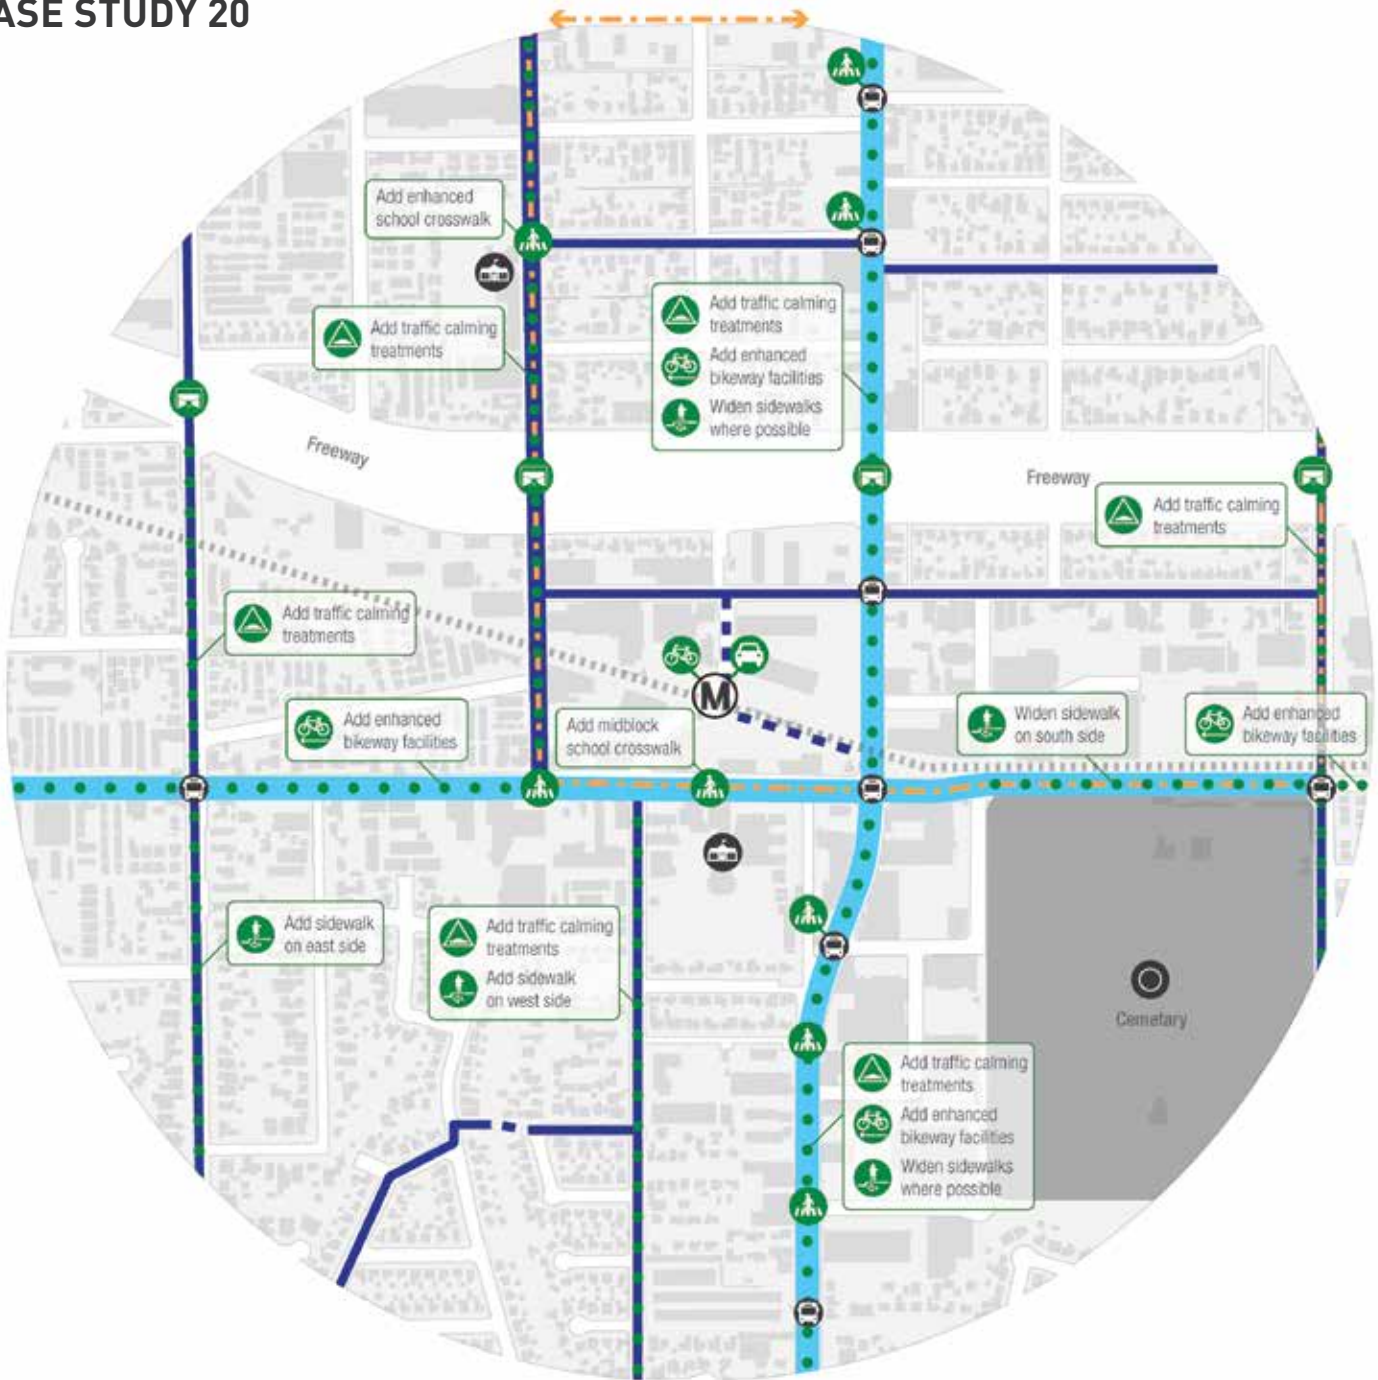 ASE STUDY 20
Add enhanced
school crosswalk
Add traffic calming
treatments
Add traffic calming
treatments
Add enhanced
bikeway facilities
Widen sidewalks
where possible
Freeway
Freeway
Add traffic calming
treatments
Add traffic calming
treatments
M
Add enhanced
bikeway facilities
Add midblock
school crosswalk
Widen sidewalk
on south side
Add enhanced
bikeway facilities
Add sidewalk
on east side
Add traffic calming
treatments
Add sidewalk
on west side
Cemetary
Add traffic calming
treatments
Add enhanced
bikeway facilities
Widen sidewalks
where possible